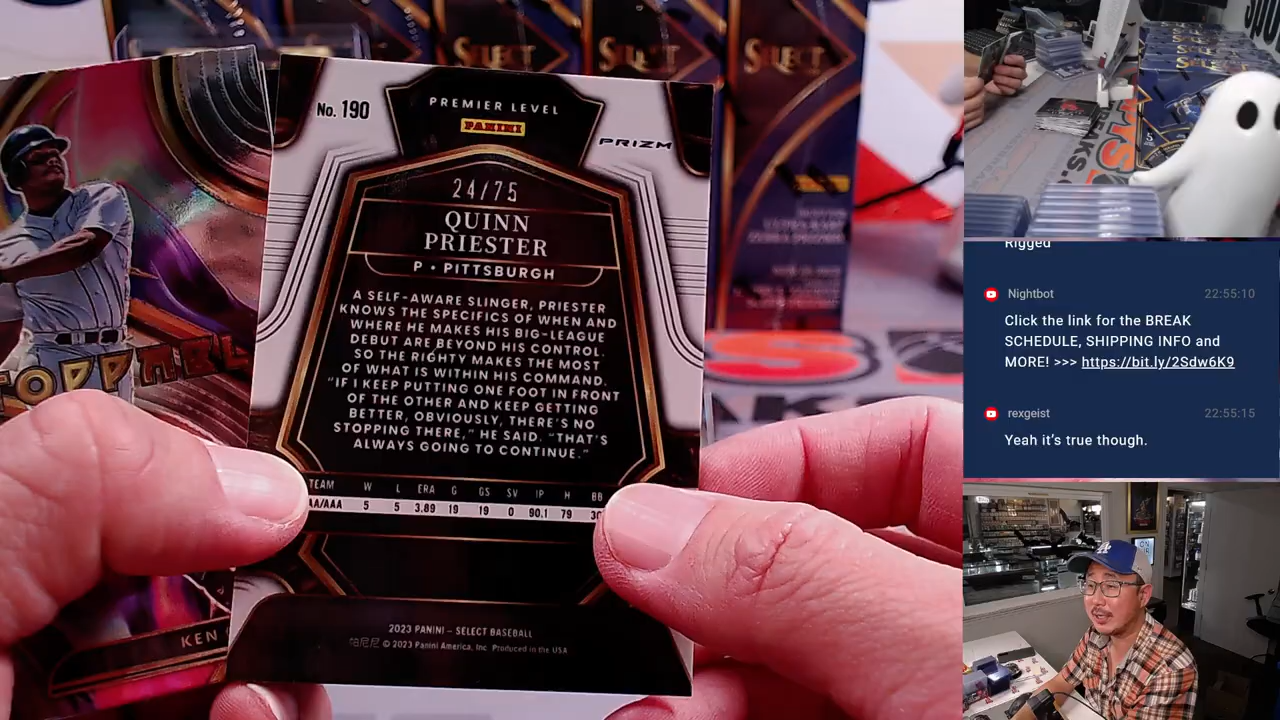 SELECT
SELECT
SELECT
No. 190
PREMIER LEVEL
PANINI
PRIZM
24/75
QUINN
PRIESTER
P • PITTSBURGH
A SELF-AWARE SLINGER, PRIESTER
KNOWS THE SPECIFICS OF WHEN AND
WHERE HE MAKES HIS BIG-LEAGUE
DEBUT ARE BEYOND HIS CONTROL.
SO THE RIGHTY MAKES THE MOST
OF WHAT IS WITHIN HIS COMMAND.
"IF I KEEP PUTTING ONE FOOT IN FRONT
OF THE OTHER AND KEEP GETTING
BETTER, OBVIOUSLY, THERE'S NO
STOPPING THERE," HE SAID. "THAT'S
ALWAYS GOING TO CONTINUE."
TEAM W L ERA G GS SV IP H BB
AA/AAA 5 5 3.89 19 19 0 90.1 79 30
2023 PANINI – SELECT BASEBALL
帕尼尼 © 2023 Panini America, Inc. Produced in the USA
TOPPABL
KEN
SELECT
Rigged
Nightbot 22:55:10
Click the link for the BREAK
SCHEDULE, SHIPPING INFO and
MORE! >>> https://bit.ly/2Sdw6K9
rexgeist 22:55:15
Yeah it's true though.